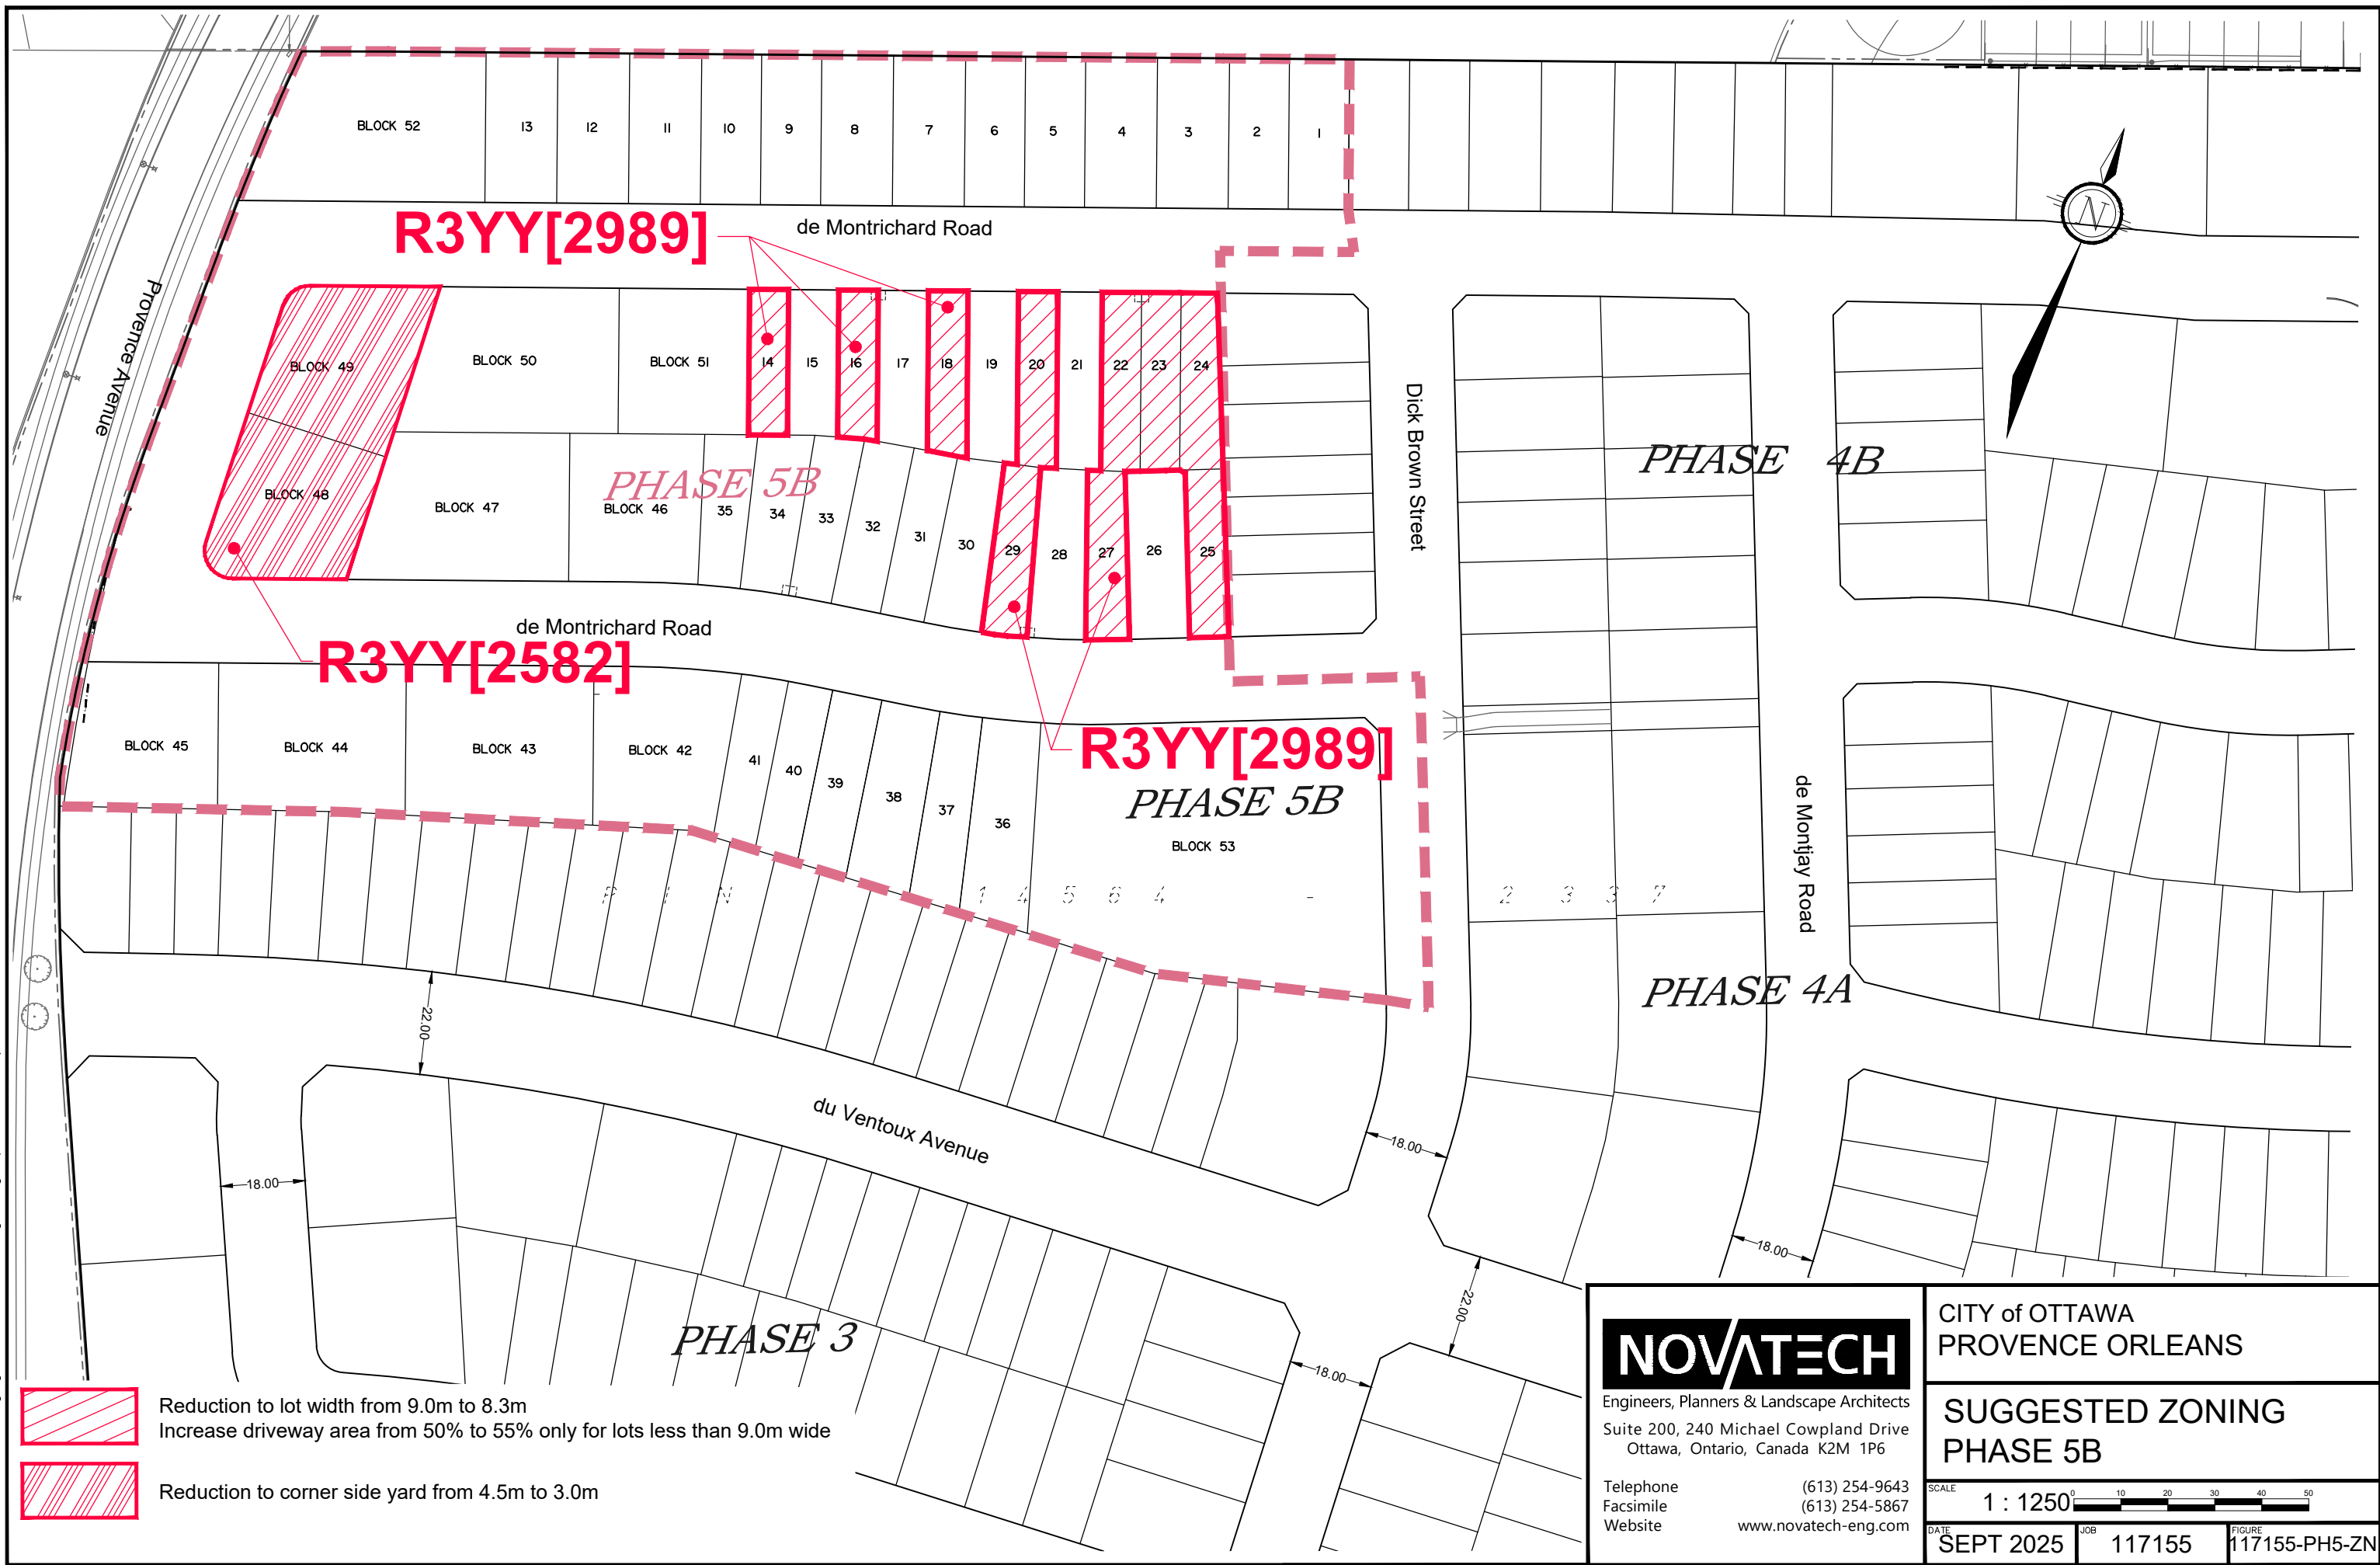 BLOCK 52
13
12
11
10
9
8
7
6
5
4
3
2
1
R3YY[2989]
de Montrichard Road
N
Provence Avenue
BLOCK 49
BLOCK 50
BLOCK 51
14
15
16
17
18
19
20
21
22
23
24
Dick Brown Street
PHASE 4B
BLOCK 48
BLOCK 47
PHASE 5B
BLOCK 46
35
34
33
32
31
30
29
28
27
26
25
de Montrichard Road
R3YY[2582]
R3YY[2989]
BLOCK 45
BLOCK 44
BLOCK 43
BLOCK 42
41
40
39
38
37
36
PHASE 5B
BLOCK 53
de Montjay Road
P I N 14564 - 2337
PHASE 4A
22.00
du Ventoux Avenue
18.00
18.00
18.00
22.00
18.00
PHASE 3
Reduction to lot width from 9.0m to 8.3m
Increase driveway area from 50% to 55% only for lots less than 9.0m wide
Reduction to corner side yard from 4.5m to 3.0m
NOVATECH
Engineers, Planners & Landscape Architects
Suite 200, 240 Michael Cowpland Drive
Ottawa, Ontario, Canada K2M 1P6
Telephone (613) 254-9643
Facsimile (613) 254-5867
Website www.novatech-eng.com
CITY of OTTAWA
PROVENCE ORLEANS
SUGGESTED ZONING
PHASE 5B
SCALE
1 : 1250
0 10 20 30 40 50
DATE
SEPT 2025
JOB
117155
FIGURE
117155-PH5-ZN